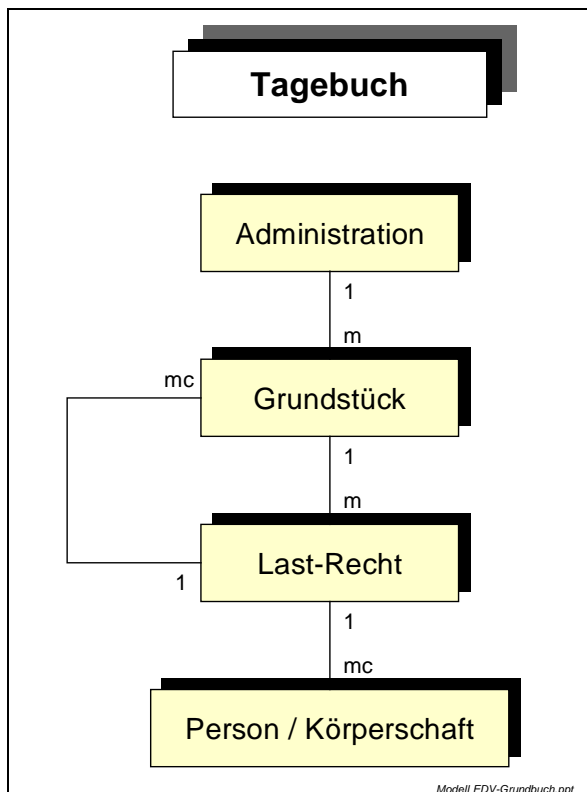 Tagebuch
Administration
1
m
mc
Grundstück
1
m
Last-Recht
1
1
mc
Person / Körperschaft
Modell EDV-Grundbuch.ppt